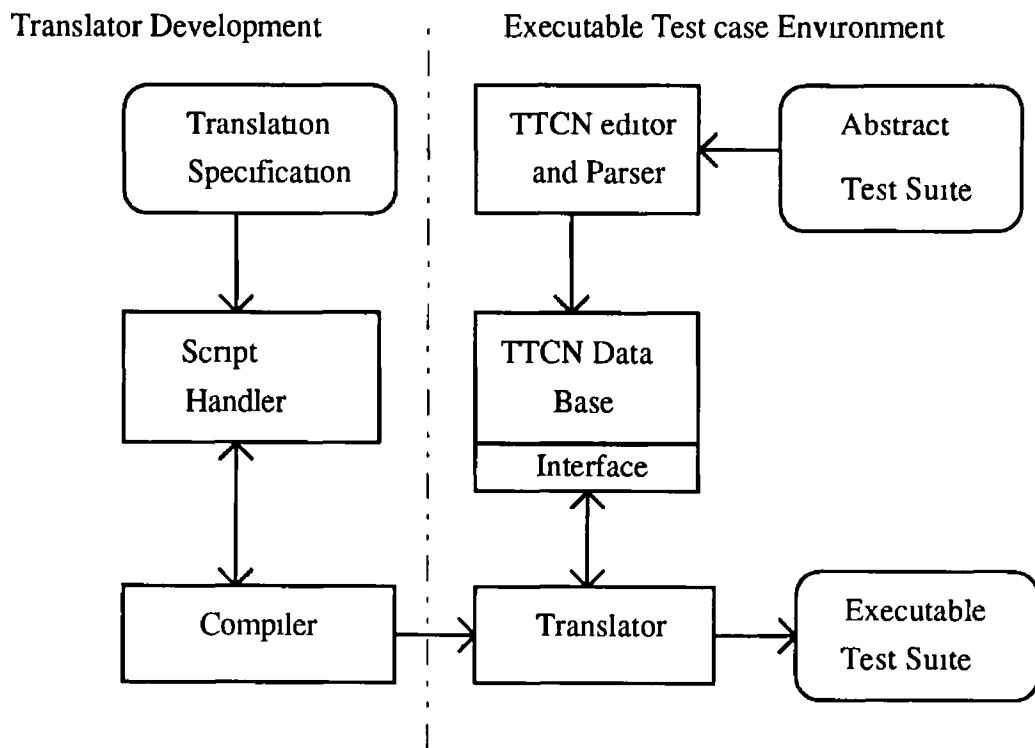 Translator Development
Executable Test case Environment
Translation
Specification
TTCN editor
and Parser
Abstract
Test Suite
Script
Handler
TTCN Data
Base
Interface
Compiler
Translator
Executable
Test Suite